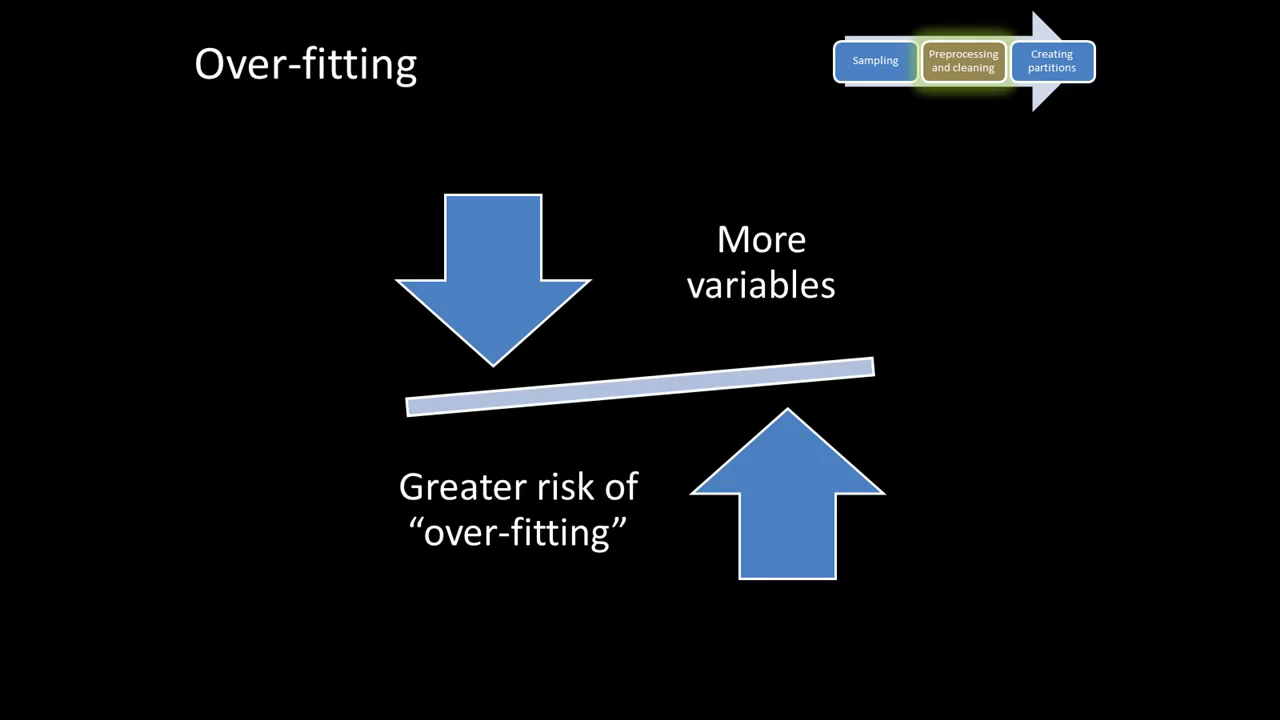 Over-fitting
Sampling
Preprocessing
and cleaning
Creating
partitions
More
variables
Greater risk of
“over-fitting”